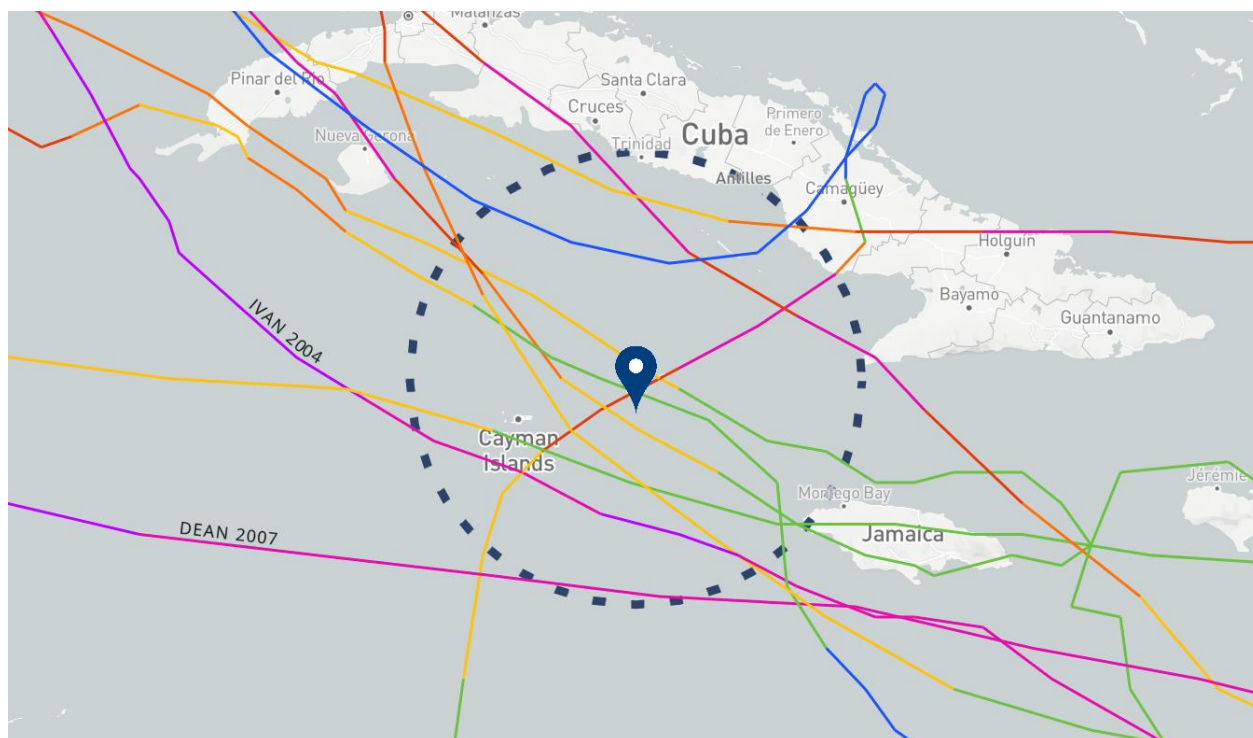 Matanzas
Pinar del Río
Santa Clara
Cruces
Primero
de Enero
Cuba
Nueva Gerona
Trinidad
Antilles
Camagüey
Holguín
Bayamo
Guantanamo
IVAN 2004
Cayman
Islands
Montego Bay
Jérémie
Jamaica
DEAN 2007